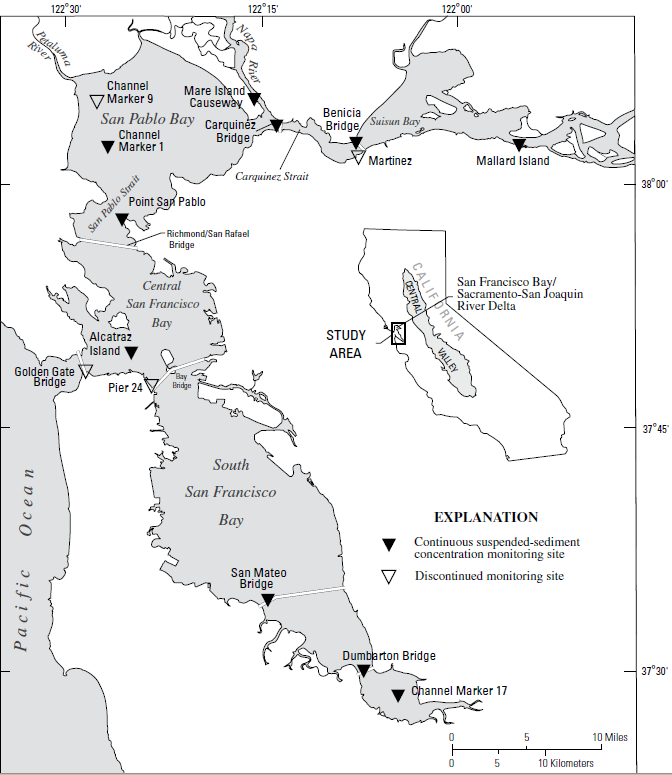 122°30'
122°15'
122°00'
Petaluma
River
Napa
River
Channel
Marker 9
San Pablo Bay
Channel
Marker 1
Mare Island
Causeway
Carquinez
Bridge
Benicia
Bridge
Suisun Bay
Martinez
Mallard Island
Carquinez Strait
38°00'
San Pablo Strait
Point San Pablo
Richmond/San Rafael
Bridge
Central
San Francisco
Bay
CALIFORNIA
CENTRAL
VALLEY
San Francisco Bay/
Sacramento-San Joaquin
River Delta
STUDY
AREA
Alcatraz
Island
Golden Gate
Bridge
Pier 24
Bay
Bridge
37°45'
South
San Francisco
Bay
Pacific Ocean
EXPLANATION
Continuous suspended-sediment
concentration monitoring site
Discontinued monitoring site
San Mateo
Bridge
Dumbarton Bridge
37°30'
Channel Marker 17
0 5 10 Miles
0 5 10 Kilometers